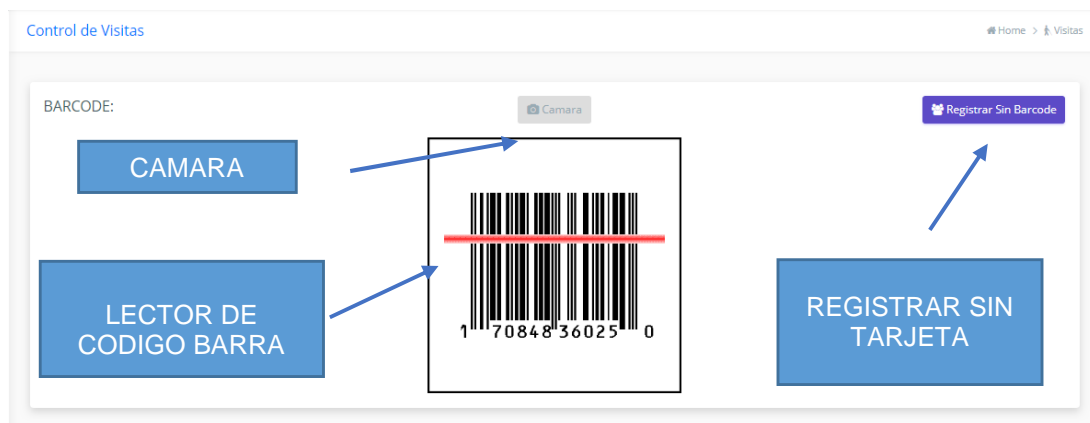 Control de Visitas
Home > Visitas
BARCODE:
Camara
Registrar Sin Barcode
CAMARA
LECTOR DE
CODIGO BARRA
1 70848 36025 0
REGISTRAR SIN
TARJETA